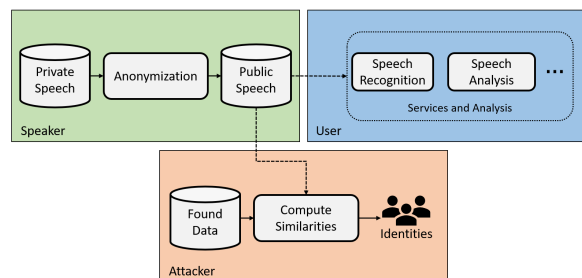 Private
Speech
Anonymization
Public
Speech
Speaker
Speech
Recognition
Speech
Analysis
...
Services and Analysis
User
Found
Data
Compute
Similarities
Identities
Attacker